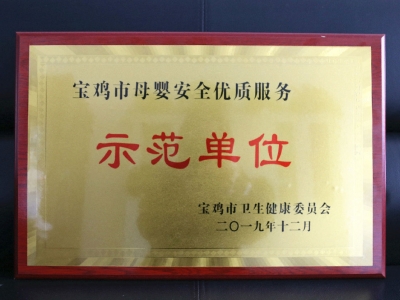 宝鸡市母婴安全优质服务
示范单位
宝鸡市卫生健康委员会
二〇一九年十二月